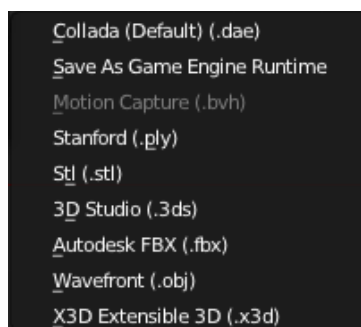 Collada (Default) (.dae)
Save As Game Engine Runtime
Motion Capture (.bvh)
Stanford (.ply)
Stl (.stl)
3D Studio (.3ds)
Autodesk FBX (.fbx)
Wavefront (.obj)
X3D Extensible 3D (.x3d)